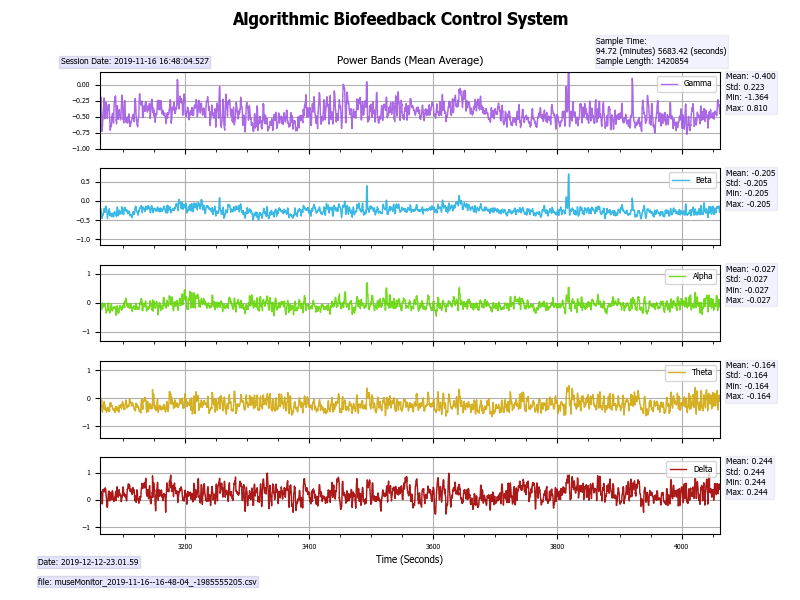 Algorithmic Biofeedback Control System
Sample Time:
94.72 (minutes) 5683.42 (seconds)
Sample Length: 1420854
Session Date: 2019-11-16 16:48:04.527
Power Bands (Mean Average)
Gamma
0.00
−0.25
−0.50
−0.75
−1.00
Mean: -0.400
Std: 0.223
Min: -1.364
Max: 0.810
Beta
0.5
0.0
−0.5
−1.0
Mean: -0.205
Std: -0.205
Min: -0.205
Max: -0.205
Alpha
1
0
−1
Mean: -0.027
Std: -0.027
Min: -0.027
Max: -0.027
Theta
1
0
−1
Mean: -0.164
Std: -0.164
Min: -0.164
Max: -0.164
Delta
1
0
−1
Mean: 0.244
Std: 0.244
Min: 0.244
Max: 0.244
3200 3400 3600 3800 4000
Time (Seconds)
Date: 2019-12-12-23.01.59
file: museMonitor_2019-11-16--16-48-04_-1985555205.csv